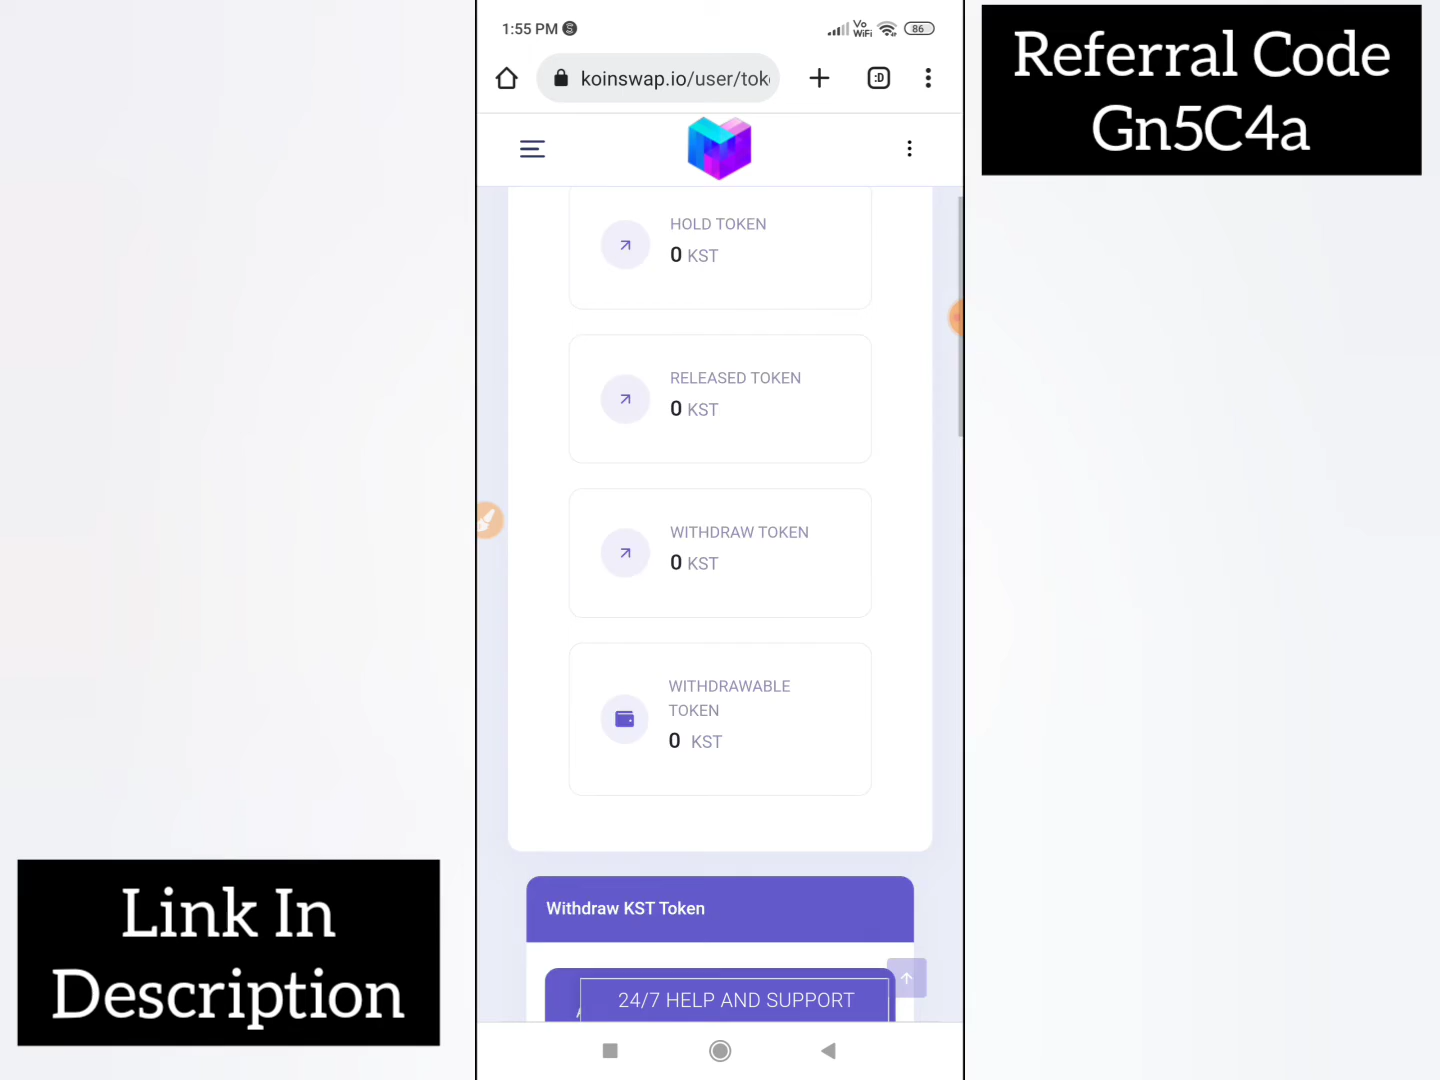 1:55 PM
Vo
WiFi
86
koinswap.io/user/tok
:D
Referral Code
Gn5C4a
HOLD TOKEN
0 KST
RELEASED TOKEN
0 KST
WITHDRAW TOKEN
0 KST
WITHDRAWABLE
TOKEN
0 KST
Withdraw KST Token
24/7 HELP AND SUPPORT
Link In
Description